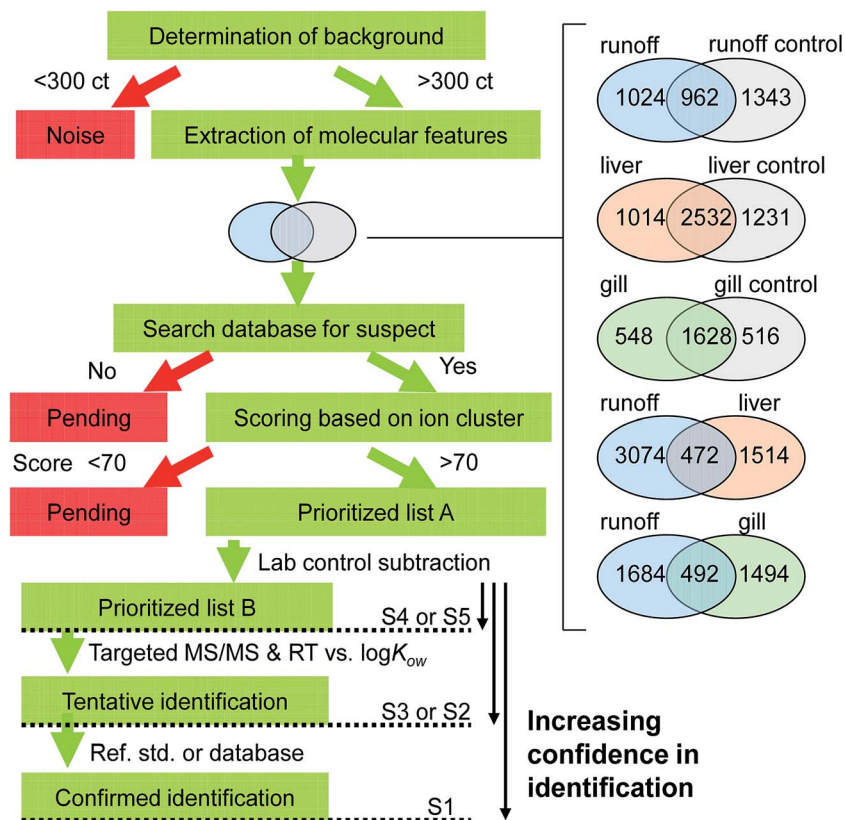 Determination of background
<300 ct
>300 ct
Noise
Extraction of molecular features
Search database for suspect
No
Yes
Pending
Scoring based on ion cluster
Score <70
>70
Pending
Prioritized list A
Lab control subtraction
Prioritized list B
S4 or S5
Targeted MS/MS & RT vs. logKow
Tentative identification
S3 or S2
Ref. std. or database
Confirmed identification
S1
Increasing
confidence in
identification
runoff
runoff control
1024 962 1343
liver
liver control
1014 2532 1231
gill
gill control
548 1628 516
runoff
liver
3074 472 1514
runoff
gill
1684 492 1494